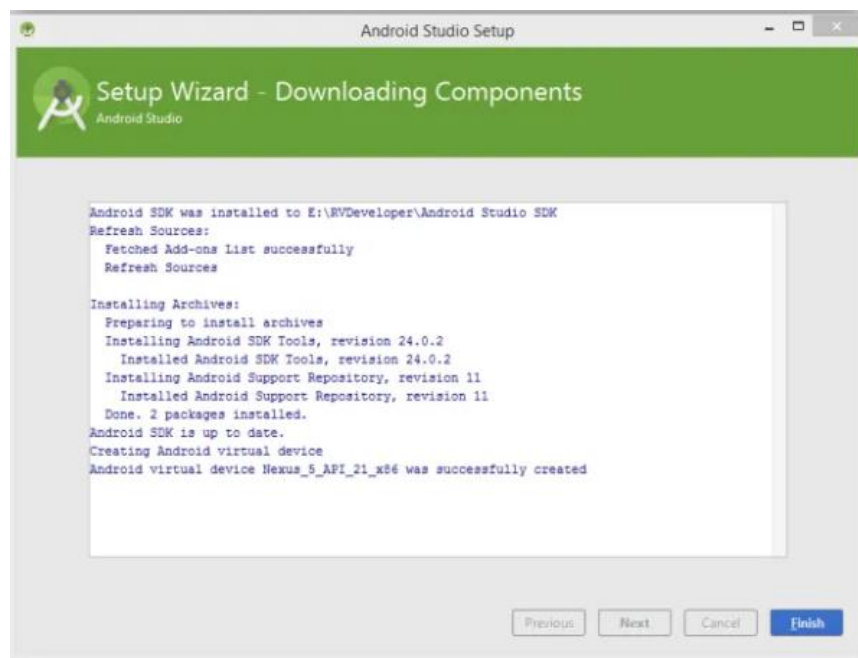 Android Studio Setup
Setup Wizard - Downloading Components
Android Studio
Android SDK was installed to E:\RVDeveloper\Android Studio SDK
Refresh Sources:
Fetched Add-ons List successfully
Refresh Sources
Installing Archives:
Preparing to install archives
Installing Android SDK Tools, revision 24.0.2
Installed Android SDK Tools, revision 24.0.2
Installing Android Support Repository, revision 11
Installed Android Support Repository, revision 11
Done. 2 packages installed.
Android SDK is up to date.
Creating Android virtual device
Android virtual device Nexus_5_API_21_x86 was successfully created
Previous Next Cancel Finish